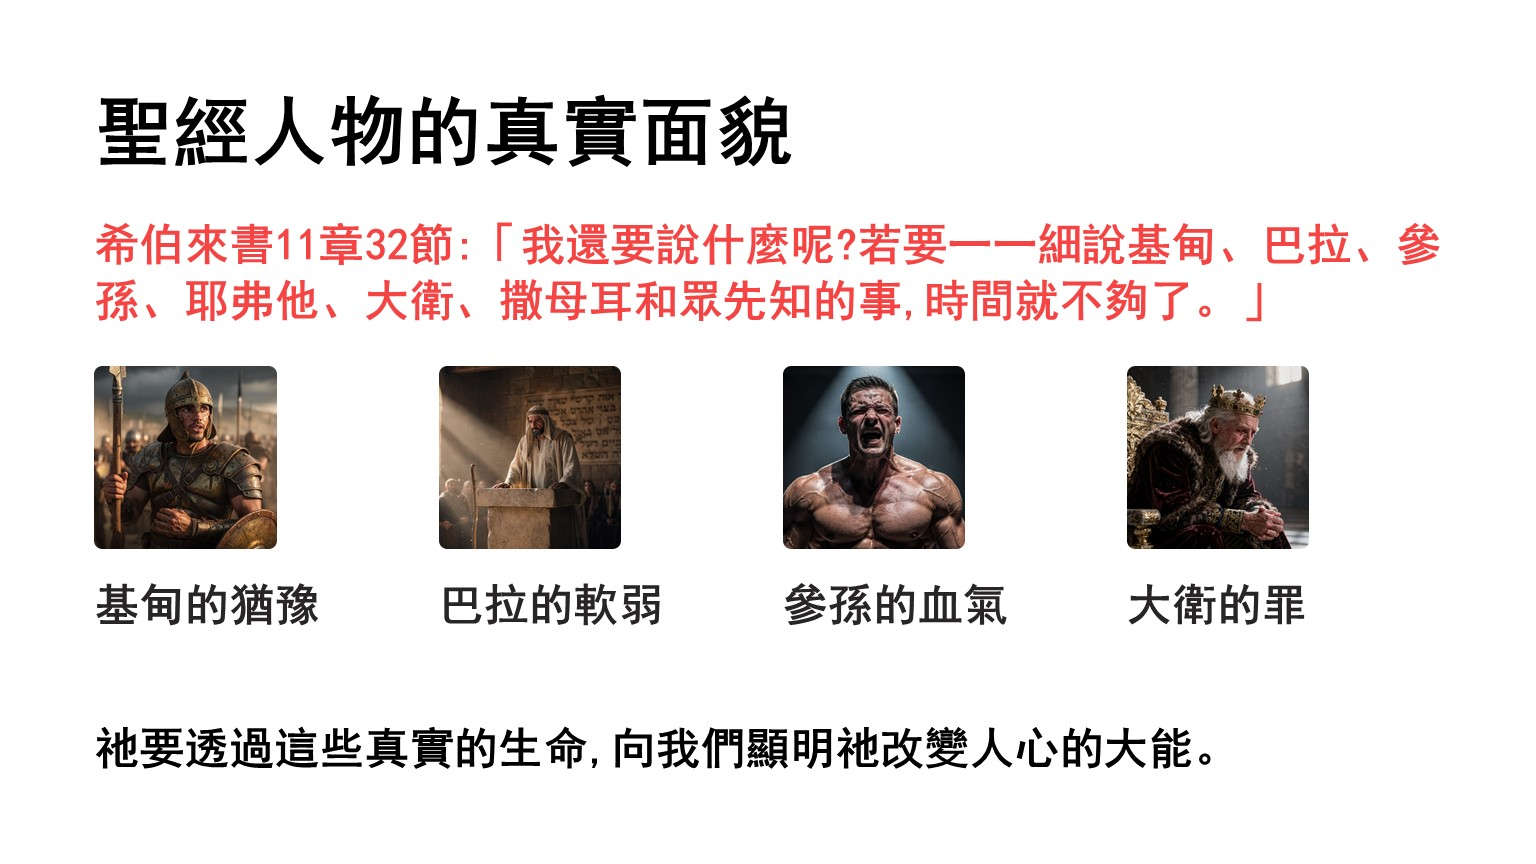 聖經人物的真實面貌
希伯來書11章32節:「我還要說什麼呢?若要一一細說基甸、巴拉、參
孫、耶弗他、大衛、撒母耳和眾先知的事,時間就不夠了。」
基甸的猶豫
巴拉的軟弱
參孫的血氣
大衛的罪
祂要透過這些真實的生命,向我們顯明祂改變人心的大能。